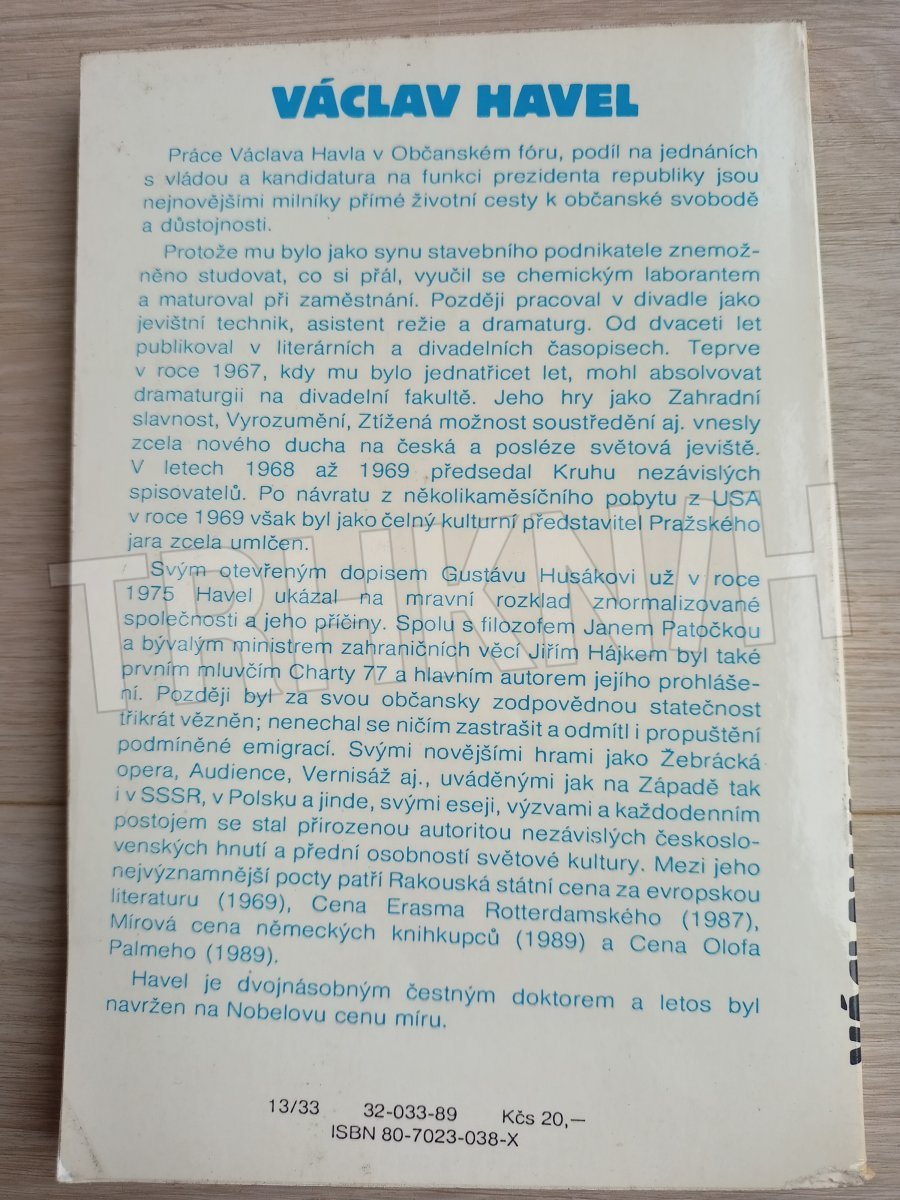 VÁCLAV HAVEL
Práce Václava Havla v Občanském fóru, podíl na jednáních
s vládou a kandidatura na funkci prezidenta republiky jsou
nejnovějšími milníky přímé životní cesty k občanské svobodě
a důstojnosti.
Protože mu bylo jako synu stavebního podnikatele znemož-
něno studovat, co si přál, vyučil se chemickým laborantem
a maturoval při zaměstnání. Později pracoval v divadle jako
jevištní technik, asistent režie a dramaturg. Od dvaceti let
publikoval v literárních a divadelních časopisech. Teprve
v roce 1967, kdy mu bylo jednatřicet let, mohl absolvovat
dramaturgii na divadelní fakultě. Jeho hry jako Zahradní
slavnost, Vyrozumění, Ztížená možnost soustředění aj. vnesly
zcela nového ducha na česká a posléze světová jeviště.
V letech 1968 až 1969 předsedal Kruhu nezávislých
spisovatelů. Po návratu z několikaměsíčního pobytu z USA
v roce 1969 však byl jako čelný kulturní představitel Pražského
jara zcela umlčen.
Svým otevřeným dopisem Gustávu Husákovi už v roce
1975 Havel ukázal na mravní rozklad znormalizované
společnosti a jeho příčiny. Spolu s filozofem Janem Patočkou
a bývalým ministrem zahraničních věcí Jiřím Hájkem byl také
prvním mluvčím Charty 77 a hlavním autorem jejího prohláše-
ní. Později byl za svou občansky zodpovědnou statečnost
třikrát vězněn; nenechal se ničím zastrašit a odmítl i propuštění
podmíněné emigrací. Svými novějšími hrami jako Žebrácká
opera, Audience, Vernisáž aj., uváděnými jak na Západě tak
i v SSSR, v Polsku a jinde, svými eseji, výzvami a každodenním
postojem se stal přirozenou autoritou nezávislých českoslo-
venských hnutí a přední osobností světové kultury. Mezi jeho
nejvýznamnější pocty patří Rakouská státní cena za evropskou
literaturu (1969), Cena Erasma Rotterdamského (1987),
Mírová cena německých knihkupců (1989) a Cena Olofa
Palmeho (1989).
Havel je dvojnásobným čestným doktorem a letos byl
navržen na Nobelovu cenu míru.
13/33 32-033-89 Kčs 20,—
ISBN 80-7023-038-X
TRHKNIH